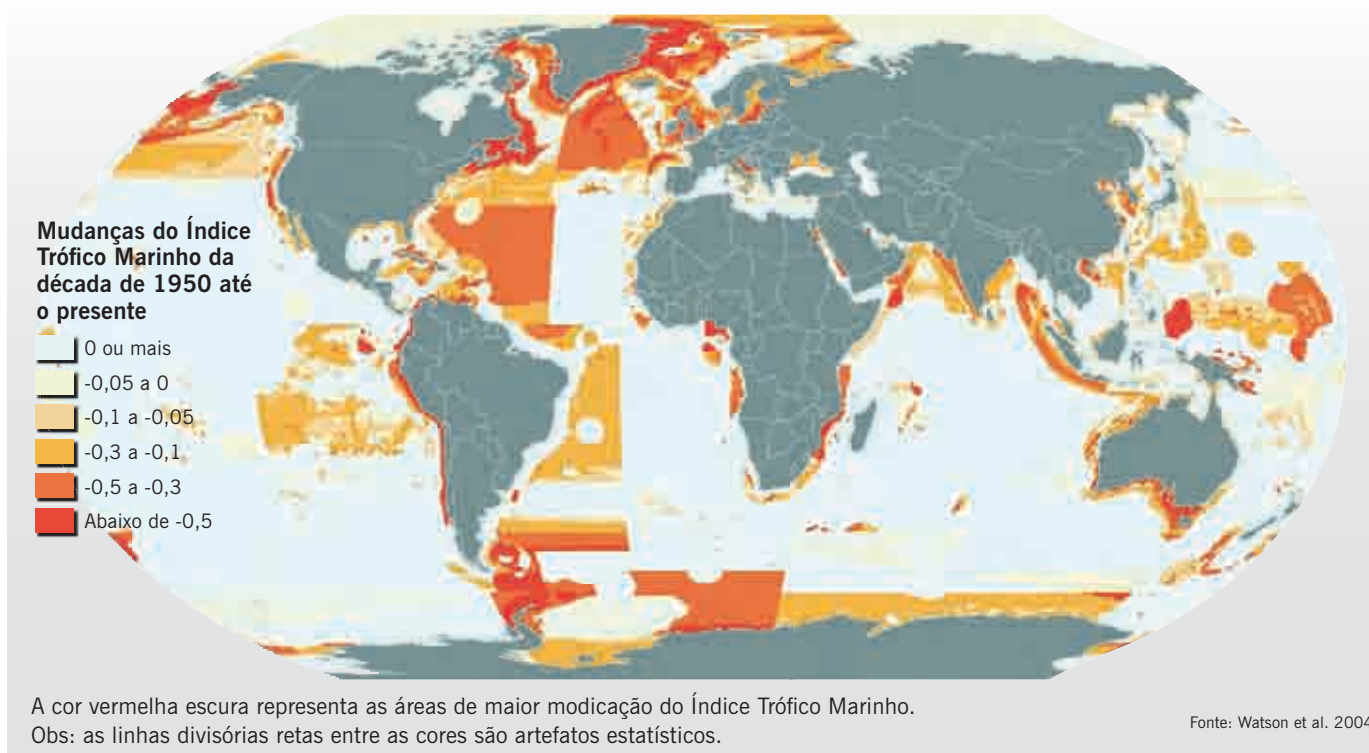 Mudanças do Índice
Trófico Marinho da
década de 1950 até
o presente
0 ou mais
-0,05 a 0
-0,1 a -0,05
-0,3 a -0,1
-0,5 a -0,3
Abaixo de -0,5
A cor vermelha escura representa as áreas de maior modicação do Índice Trófico Marinho.
Obs: as linhas divisórias retas entre as cores são artefatos estatísticos.
Fonte: Watson et al. 2004